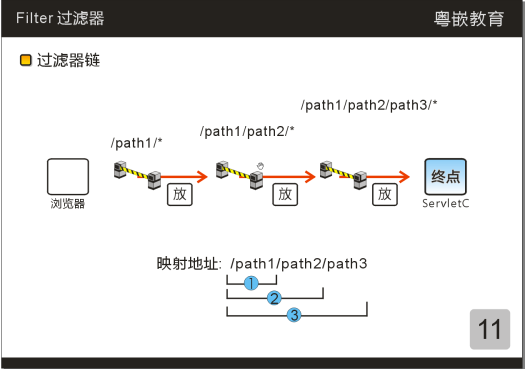 Filter 过滤器
粤嵌教育
过滤器链
/path1/path2/path3/*
/path1/path2/*
/path1/*
放
放
放
终点
浏览器
ServletC
映射地址: /path1/path2/path3
1
2
3
11